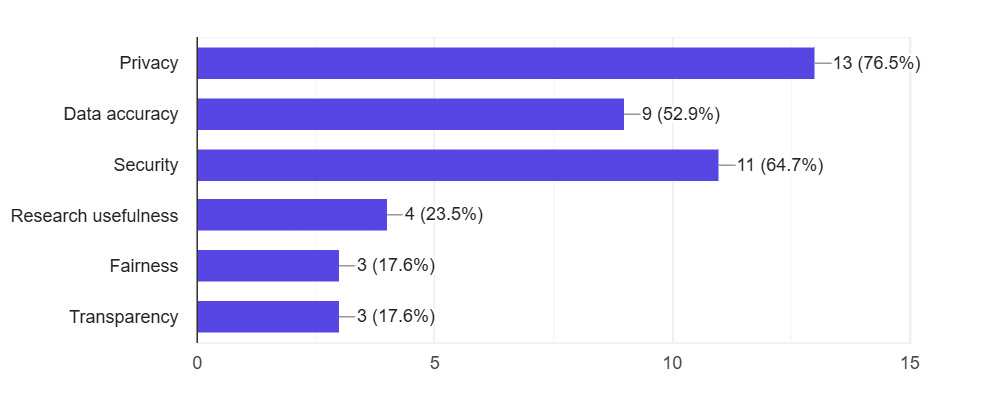 Privacy 13 (76.5%)
Data accuracy 9 (52.9%)
Security 11 (64.7%)
Research usefulness 4 (23.5%)
Fairness 3 (17.6%)
Transparency 3 (17.6%)
0 5 10 15